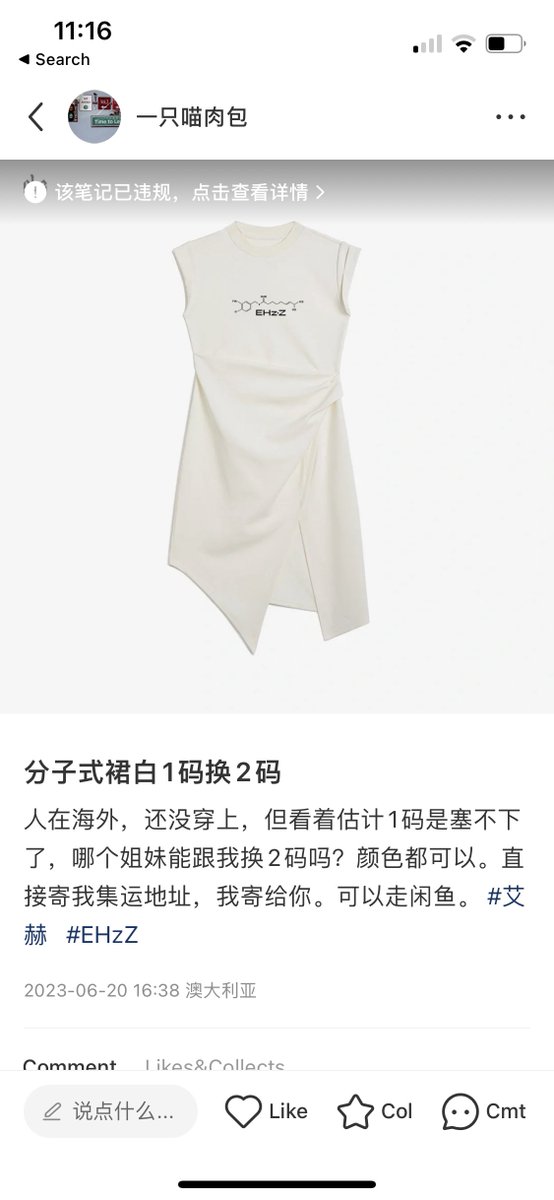 11:16
◀ Search
一只喵肉包
该笔记已违规，点击查看详情 >
EHz-Z
分子式裙白1码换2码
人在海外，还没穿上，但看着估计1码是塞不下
了，哪个姐妹能跟我换2码吗？颜色都可以。直
接寄我集运地址，我寄给你。可以走闲鱼。 #艾
赫 #EHzZ
2023-06-20 16:38 澳大利亚
Comment Likes&Collects
说点什么... Like Col Cmt